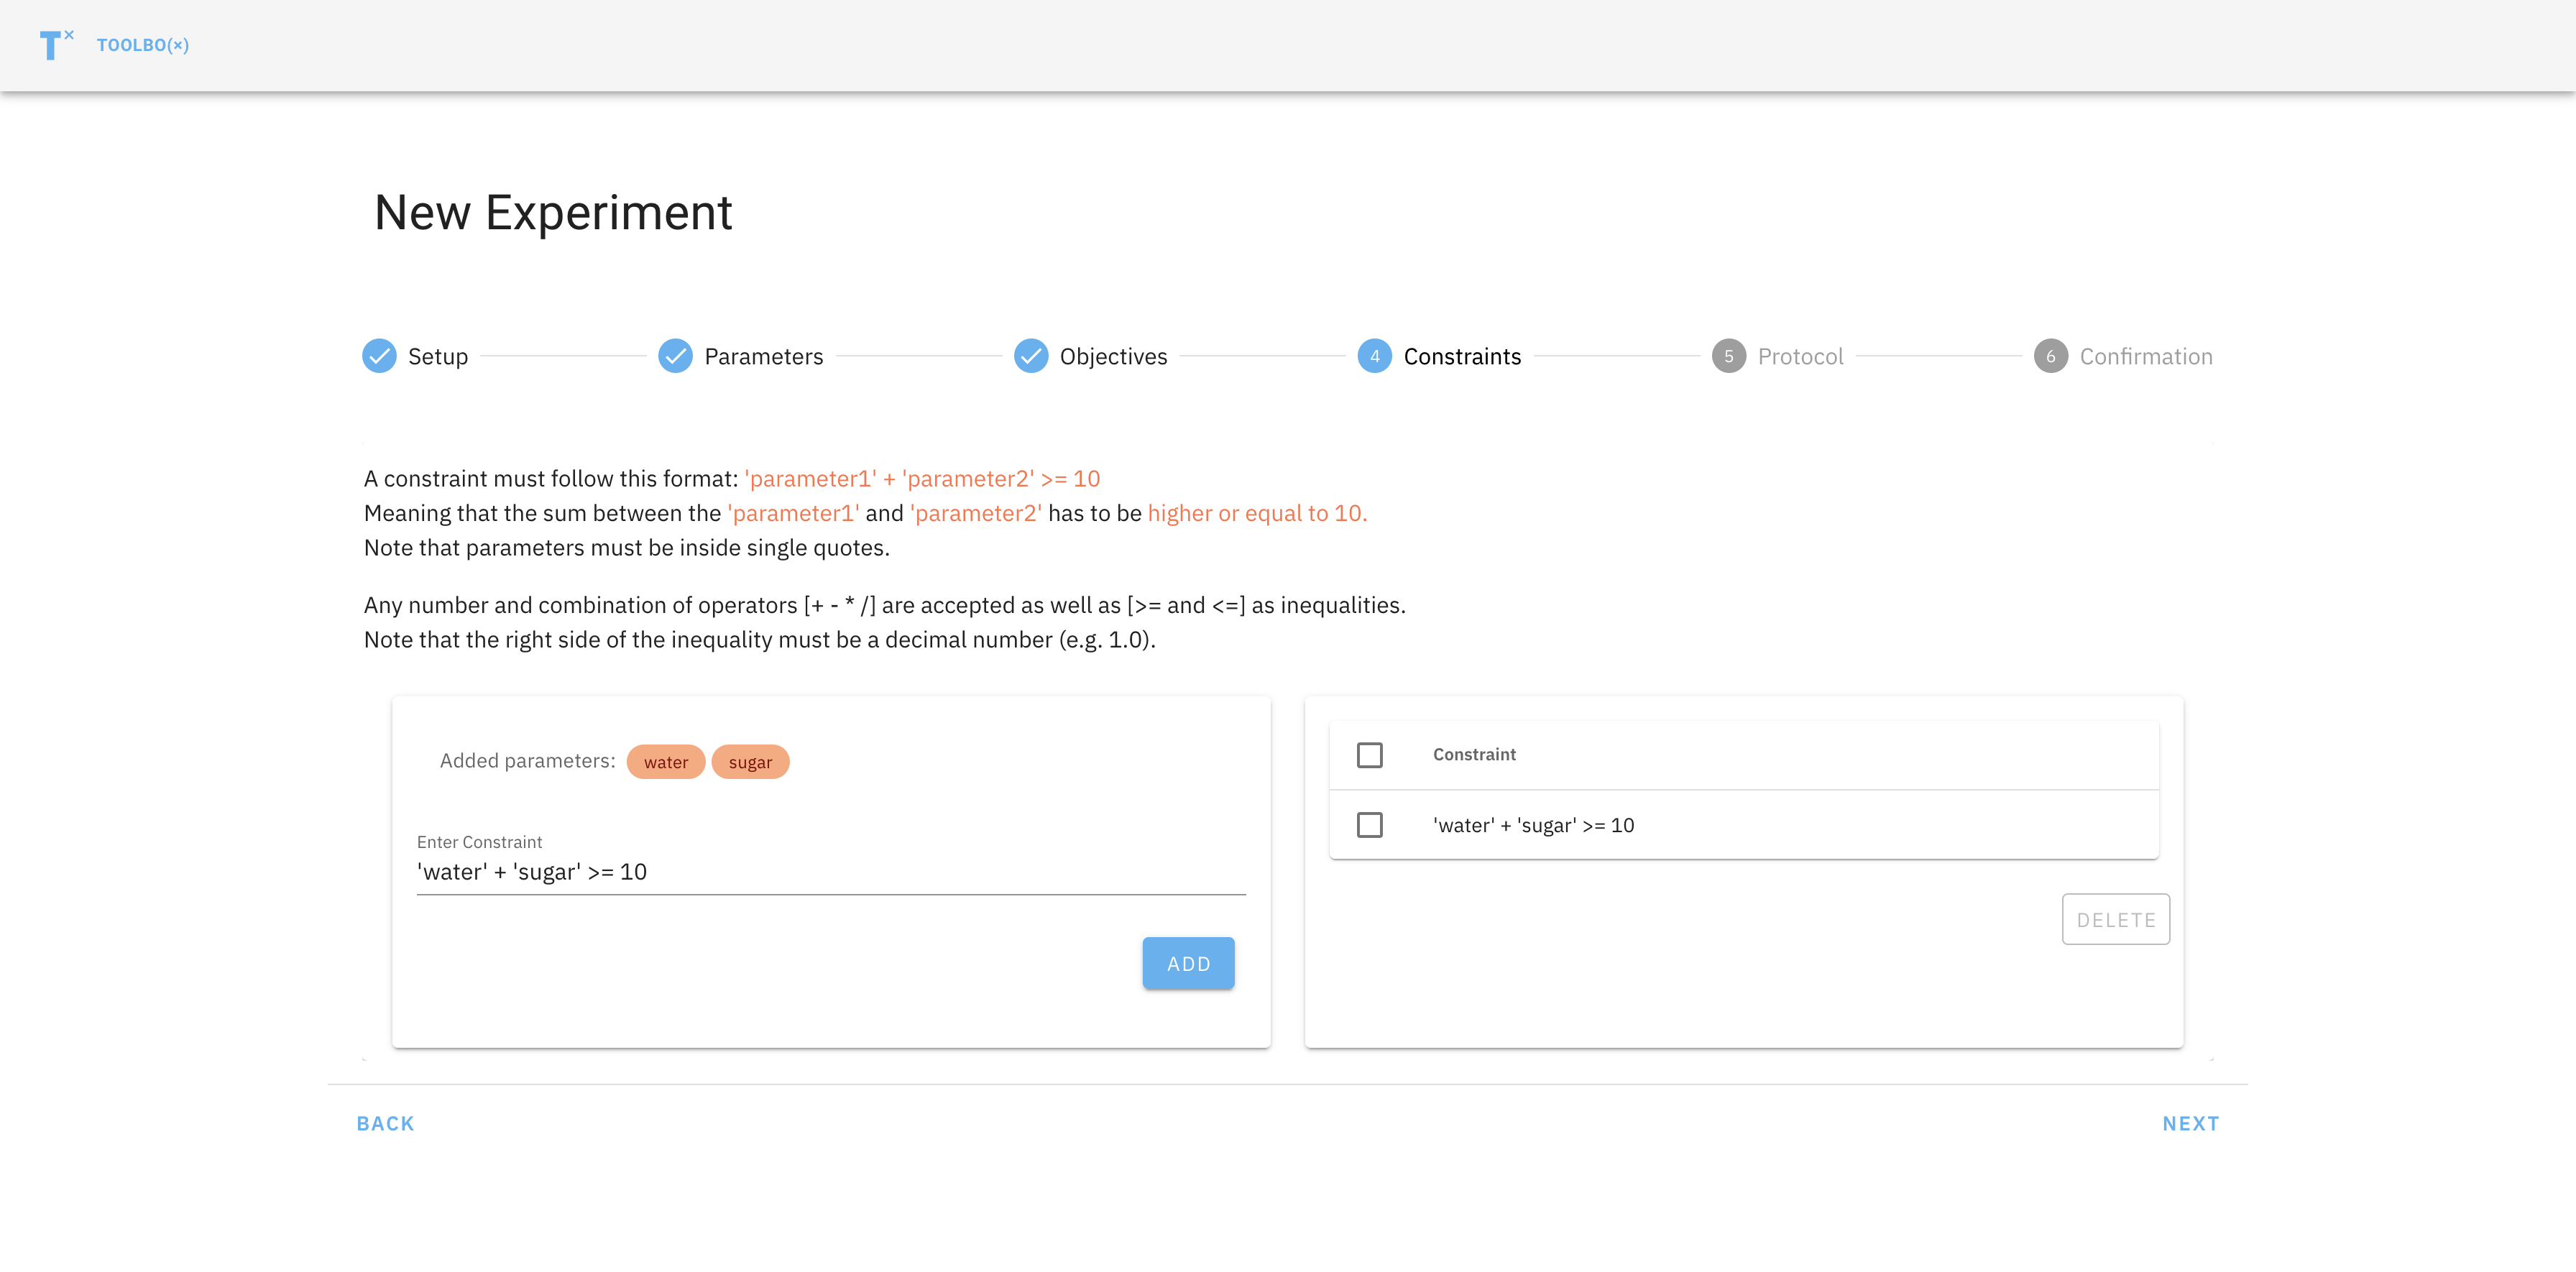 T× TOOLBO(×)
New Experiment
Setup Parameters Objectives 4 Constraints 5 Protocol 6 Confirmation
A constraint must follow this format: 'parameter1' + 'parameter2' >= 10
Meaning that the sum between the 'parameter1' and 'parameter2' has to be higher or equal to 10.
Note that parameters must be inside single quotes.
Any number and combination of operators [+ - * /] are accepted as well as [>= and <=] as inequalities.
Note that the right side of the inequality must be a decimal number (e.g. 1.0).
Added parameters: water sugar
Enter Constraint
'water' + 'sugar' >= 10
ADD
Constraint
'water' + 'sugar' >= 10
DELETE
BACK
NEXT